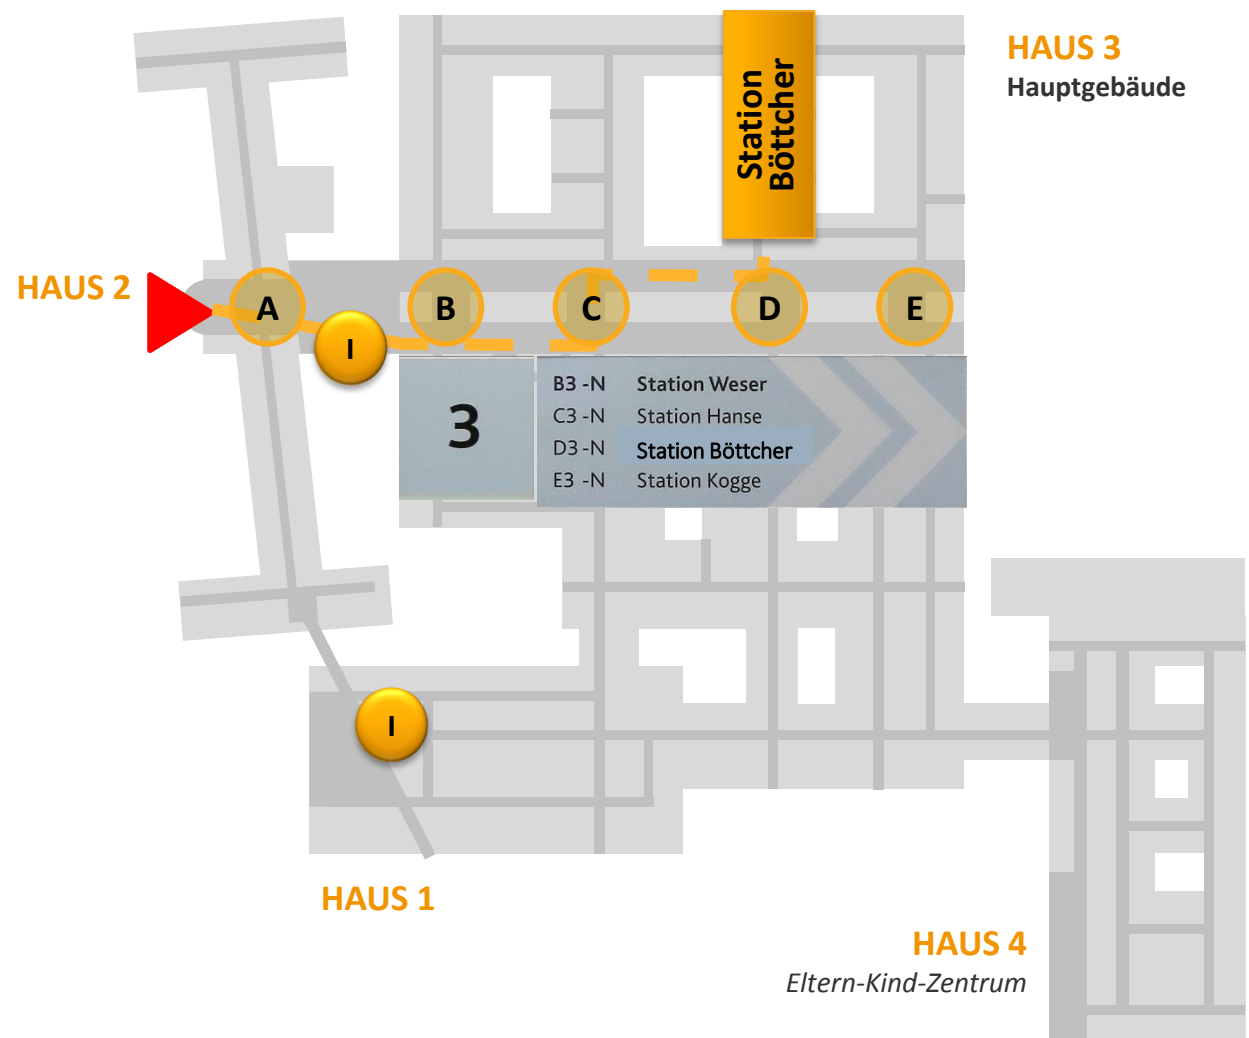 HAUS 3
Hauptgebäude
Station
Böttcher
HAUS 2
A
B
C
D
E
I
3
B3 -N Station Weser
C3 -N Station Hanse
D3 -N Station Böttcher
E3 -N Station Kogge
I
HAUS 1
HAUS 4
Eltern-Kind-Zentrum